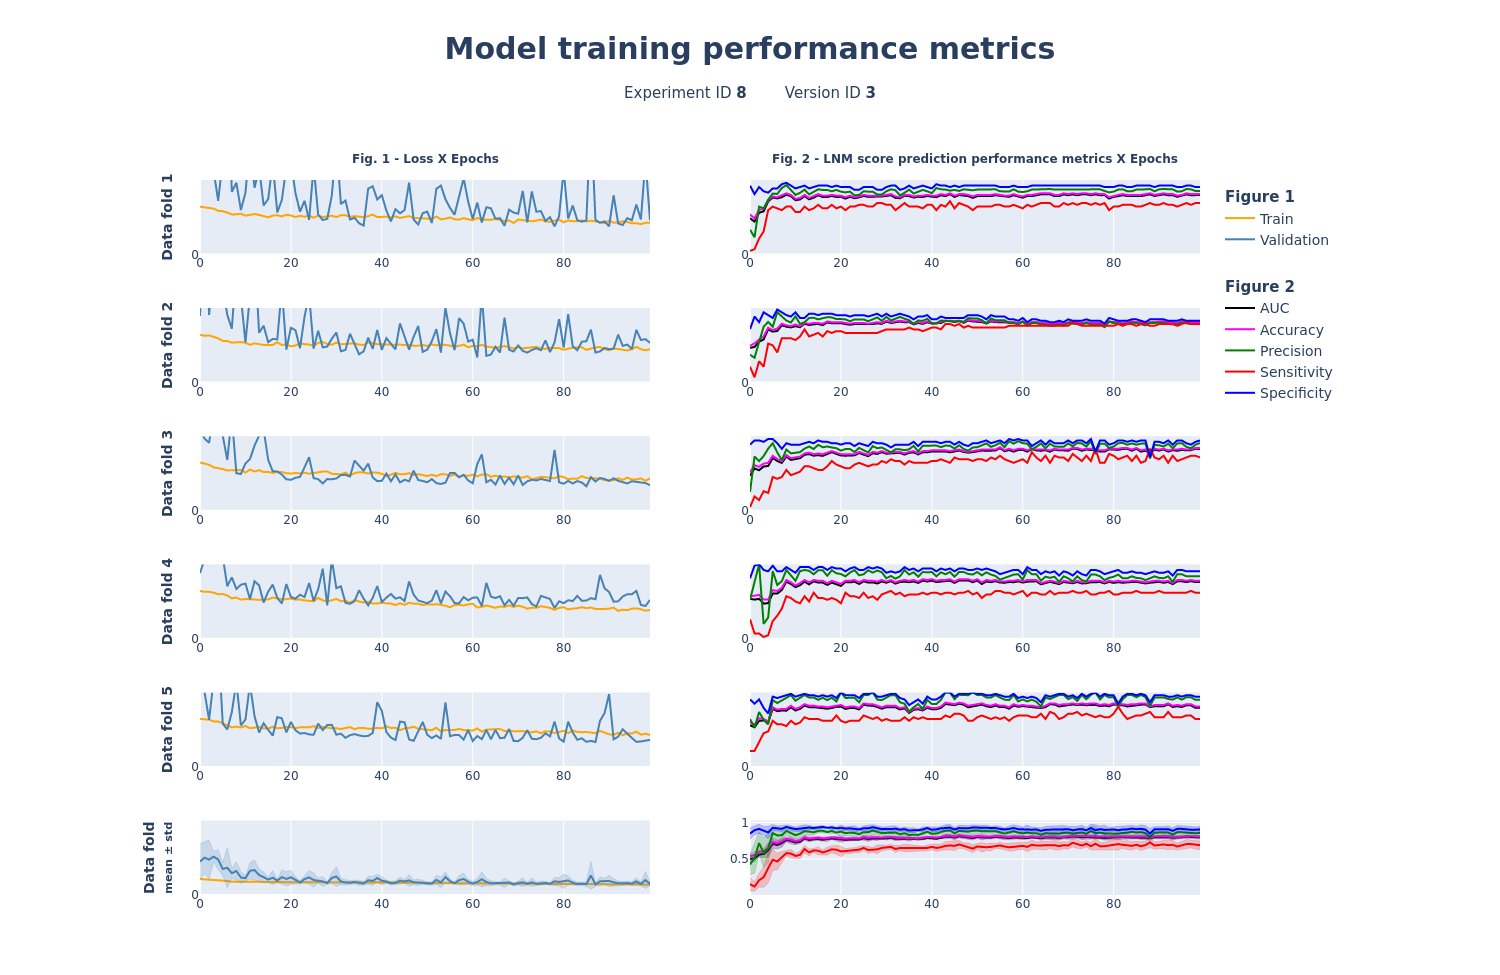 Model training performance metrics
Experiment ID 8 Version ID 3
Fig. 1 - Loss X Epochs
Fig. 2 - LNM score prediction performance metrics X Epochs
Data fold 1
0
0 20 40 60 80
0
0 20 40 60 80
Figure 1
Train
Validation
Figure 2
AUC
Accuracy
Precision
Sensitivity
Specificity
Data fold 2
0
0 20 40 60 80
0
0 20 40 60 80
Data fold 3
0
0 20 40 60 80
0
0 20 40 60 80
Data fold 4
0
0 20 40 60 80
0
0 20 40 60 80
Data fold 5
0
0 20 40 60 80
0
0 20 40 60 80
Data fold
mean ± std
0
0 20 40 60 80
1
0.5
0 20 40 60 80